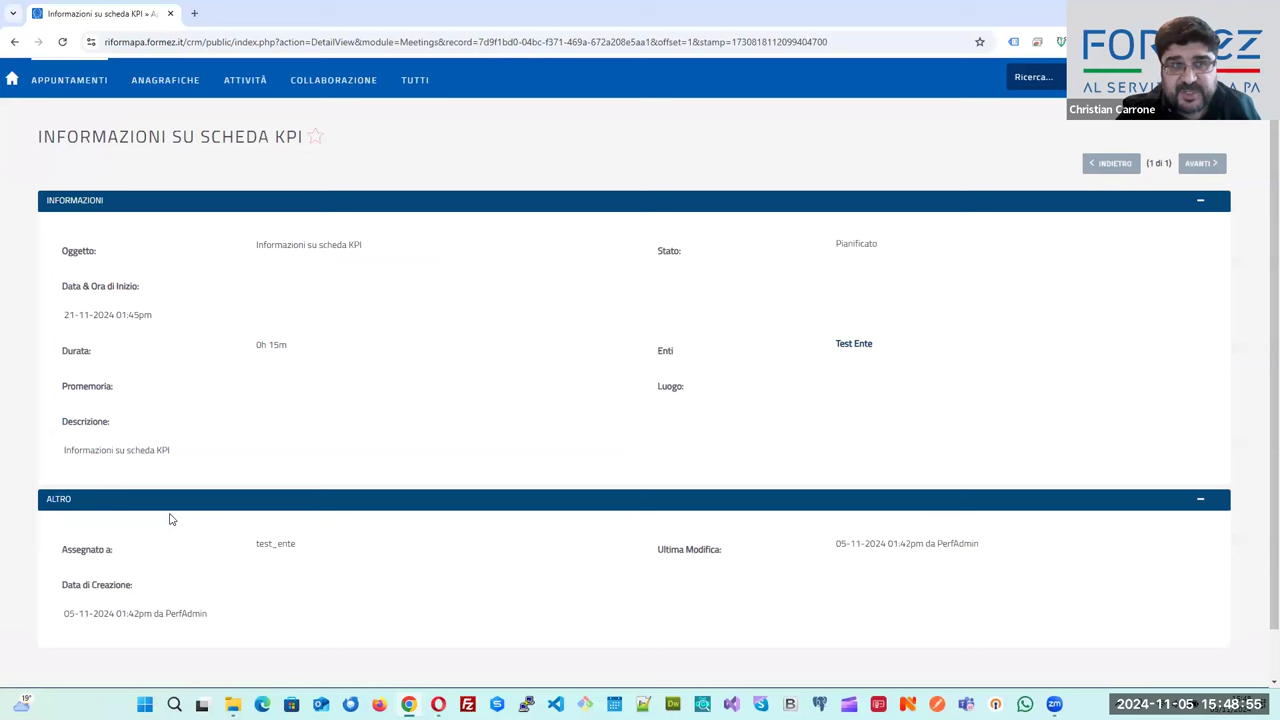 Informazioni su scheda KPI » A
riformapa.formez.it/crm/public/index.php?action=DetailView&module=Meetings&record=7d9f1bd0-04bc-f371-469a-672a208e5aa1&offset=1&stamp=1730818112099404700
APPUNTAMENTI ANAGRAFICHE ATTIVITÀ COLLABORAZIONE TUTTI Ricerca...
FORMEZ
AL SERVIZ PA
Christian Carrone
INFORMAZIONI SU SCHEDA KPI
INDIETRO (1 di 1) AVANTI
INFORMAZIONI
Oggetto: Informazioni su scheda KPI Stato: Pianificato
Data & Ora di Inizio:
21-11-2024 01:45pm
Durata: 0h 15m Enti Test Ente
Promemoria: Luogo:
Descrizione:
Informazioni su scheda KPI
ALTRO
Assegnato a: test_ente Ultima Modifica: 05-11-2024 01:42pm da PerfAdmin
Data di Creazione:
05-11-2024 01:42pm da PerfAdmin
19°
2024-11-05 15:48:55